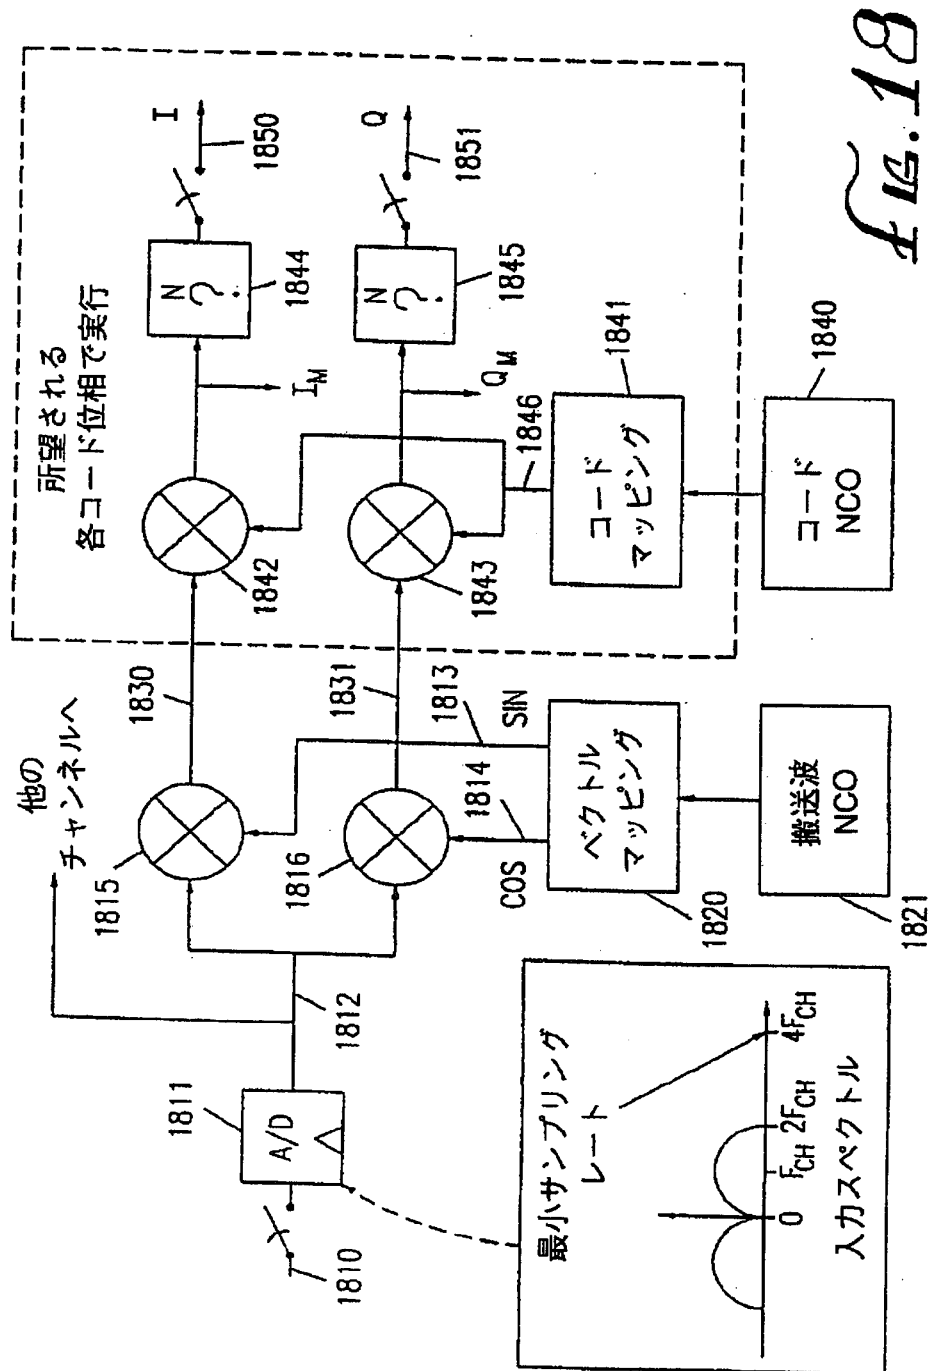 所望される
各コード位相で実行
I
1850
N
?
1844
I_M
Q
1851
N
?
1845
Q_M
1842
1843
1846
コード
マッピング
1841
コード
NCO
1840
他の
チャンネルへ
1830
1831
1815
1816
1813
SIN
1814
COS
ベクトル
マッピング
1820
搬送波
NCO
1821
1812
1811
A/D
1810
最小サンプリング
レート
0
F_CH
2F_CH
4F_CH
入力スペクトル
FIG. 18